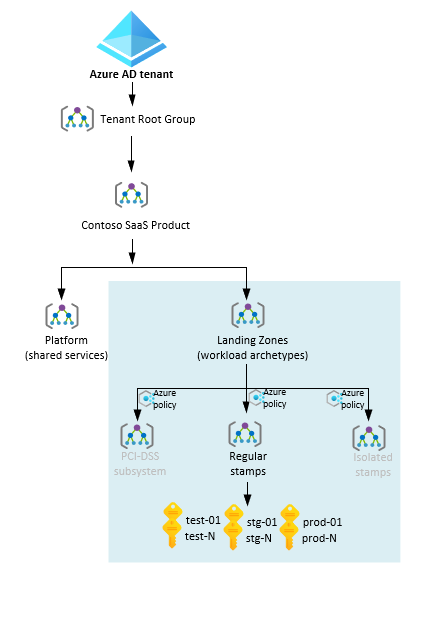 Azure AD tenant
Tenant Root Group
Contoso SaaS Product
Platform
(shared services)
Landing Zones
(workload archetypes)
Azure
policy
Azure
policy
Azure
policy
PCI-DSS
subsystem
Regular
stamps
Isolated
stamps
test-01
test-N
stg-01
stg-N
prod-01
prod-N